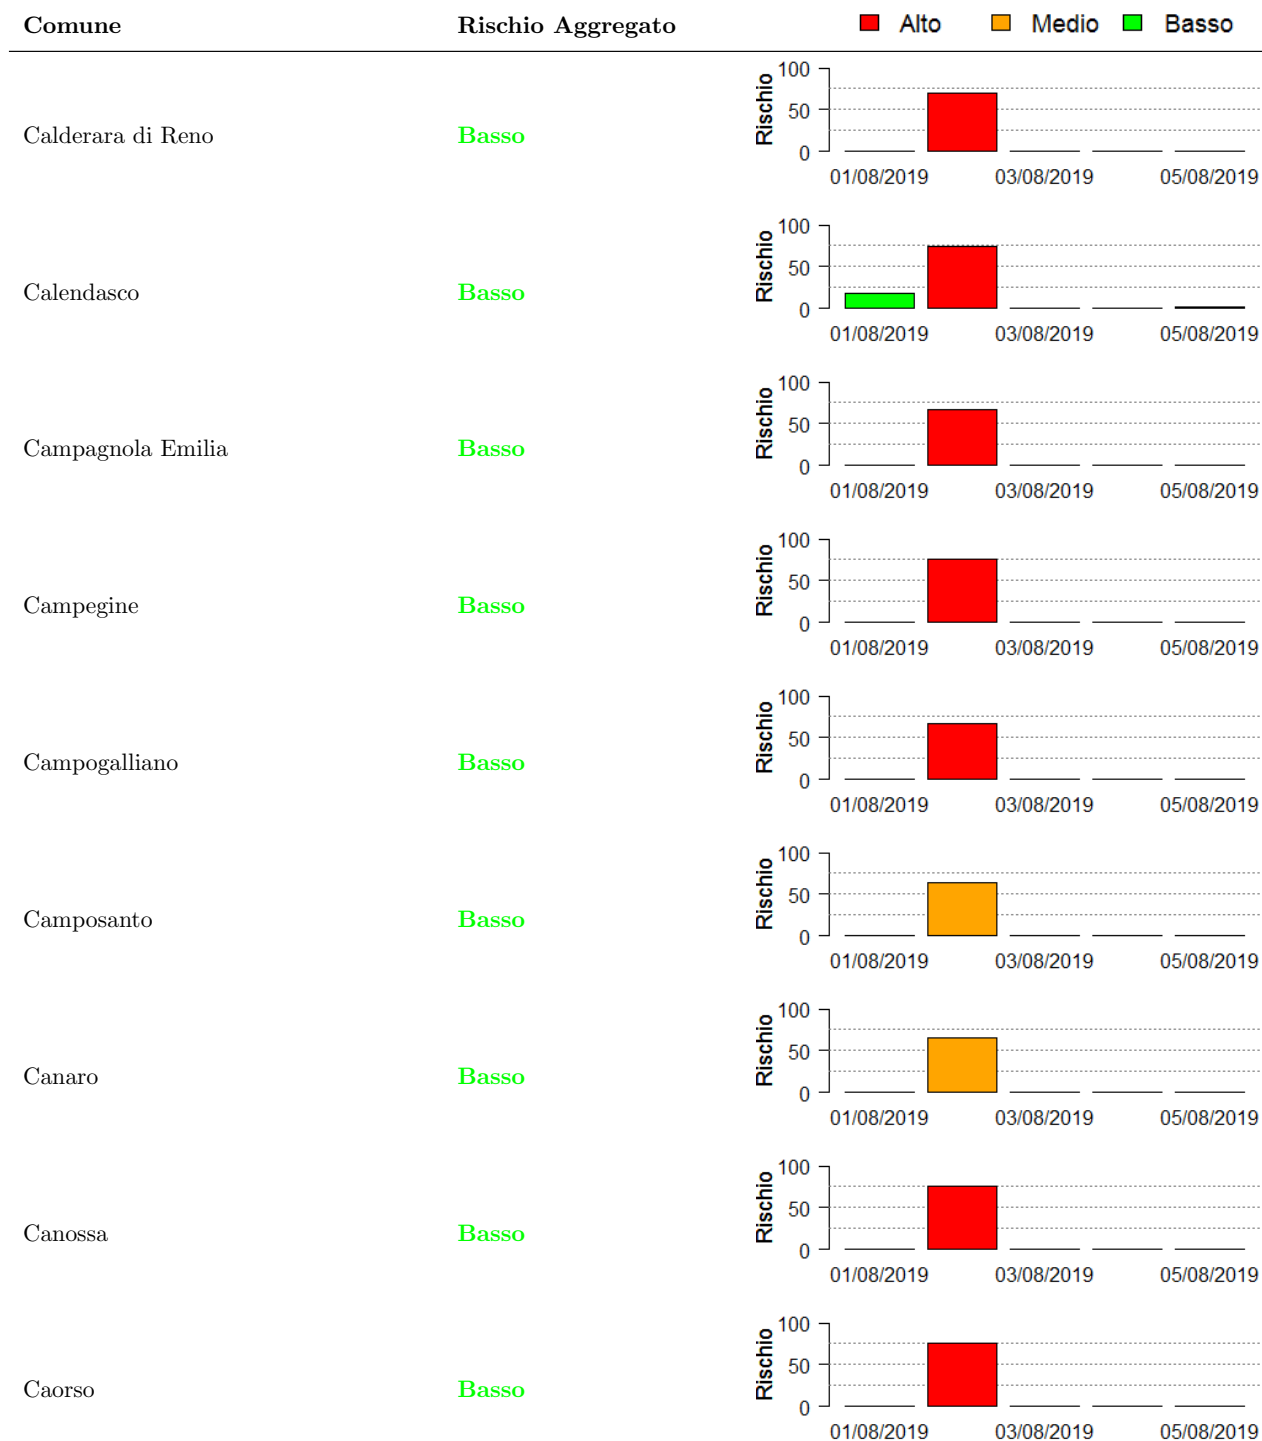 Comune Rischio Aggregato Alto Medio Basso
Calderara di Reno Basso
Rischio
100
50
0
01/08/2019 03/08/2019 05/08/2019
Calendasco Basso
Rischio
100
50
0
01/08/2019 03/08/2019 05/08/2019
Campagnola Emilia Basso
Rischio
100
50
0
01/08/2019 03/08/2019 05/08/2019
Campegine Basso
Rischio
100
50
0
01/08/2019 03/08/2019 05/08/2019
Campogalliano Basso
Rischio
100
50
0
01/08/2019 03/08/2019 05/08/2019
Camposanto Basso
Rischio
100
50
0
01/08/2019 03/08/2019 05/08/2019
Canaro Basso
Rischio
100
50
0
01/08/2019 03/08/2019 05/08/2019
Canossa Basso
Rischio
100
50
0
01/08/2019 03/08/2019 05/08/2019
Caorso Basso
Rischio
100
50
0
01/08/2019 03/08/2019 05/08/2019